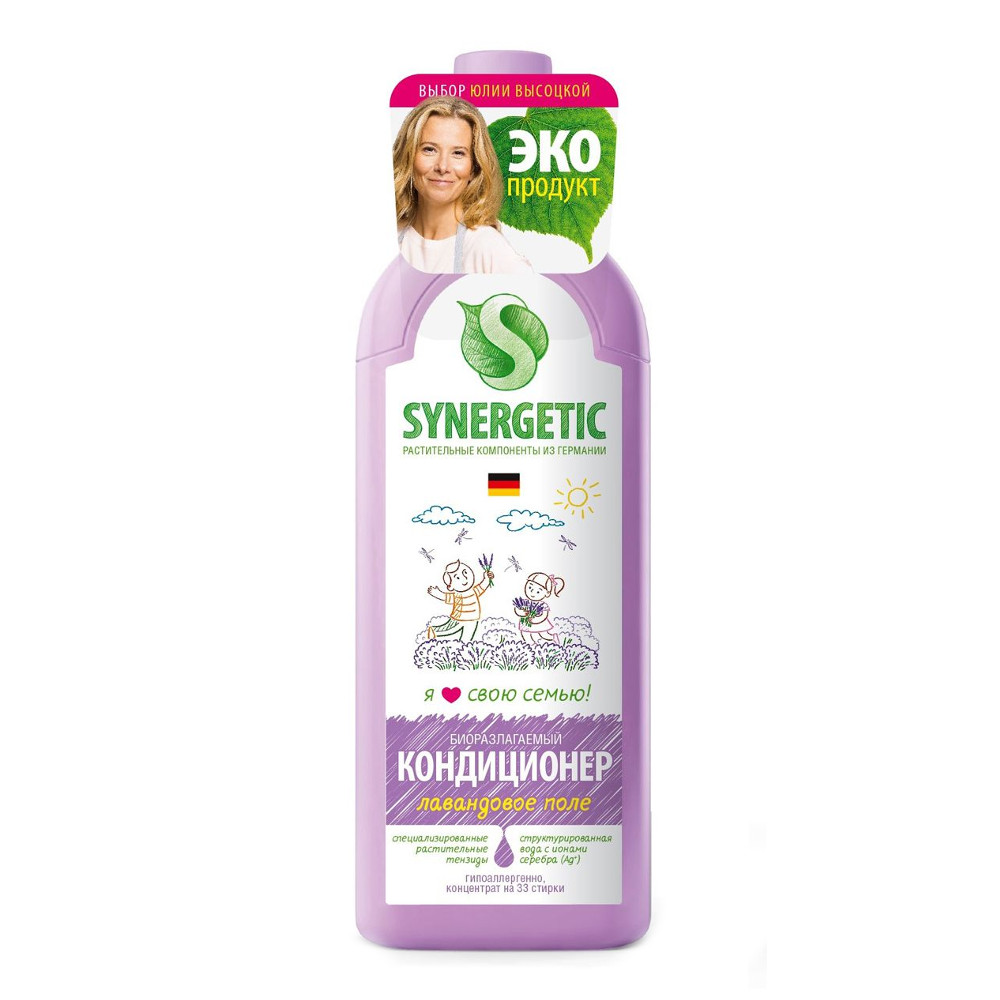 ВЫБОР ЮЛИИ ВЫСОЦКОЙ
ЭКО
продукт
SYNERGETIC
РАСТИТЕЛЬНЫЕ КОМПОНЕНТЫ ИЗ ГЕРМАНИИ
я ♥ свою семью!
БИОРАЗЛАГАЕМЫЙ
КОНДИЦИОНЕР
лавандовое поле
специализированные
растительные
тензиды
структурированная
вода с ионами
серебра (Ag⁺)
гипоаллергенно,
концентрат на 33 стирки